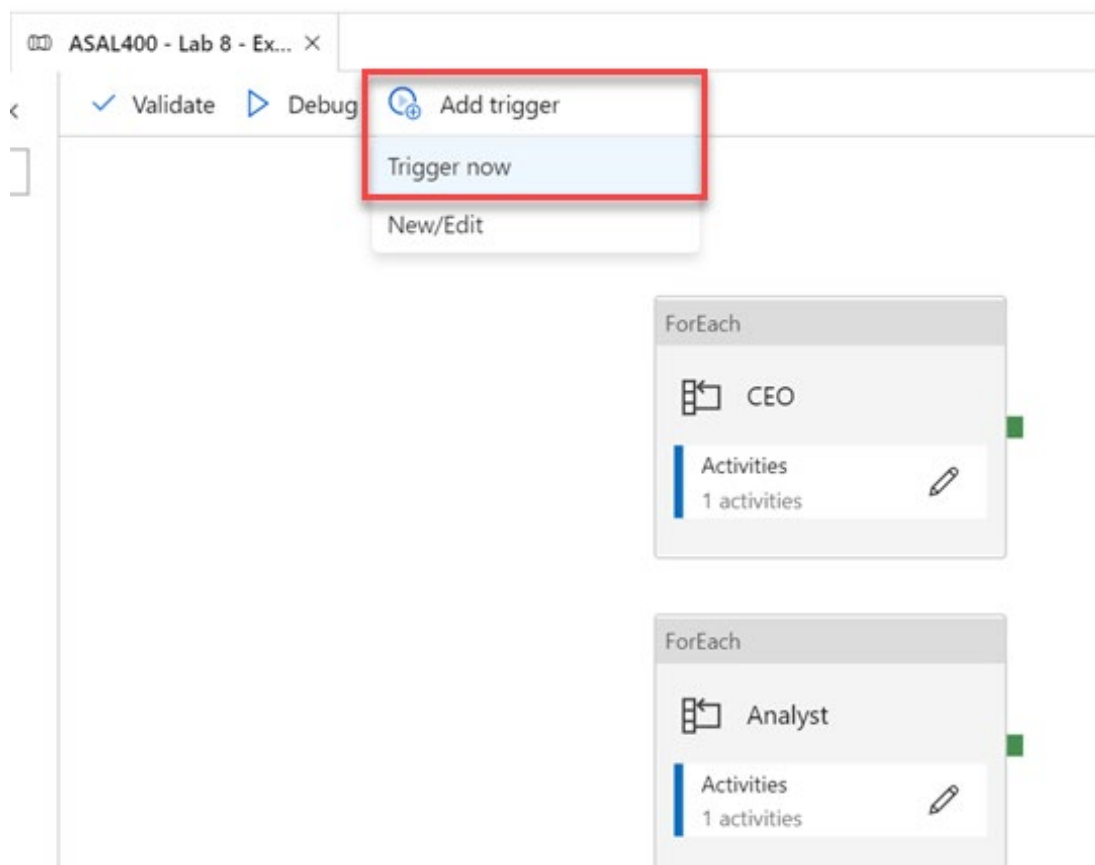 ASAL400 - Lab 8 - Ex...
Validate Debug Add trigger
Trigger now
New/Edit
ForEach
CEO
Activities
1 activities
ForEach
Analyst
Activities
1 activities